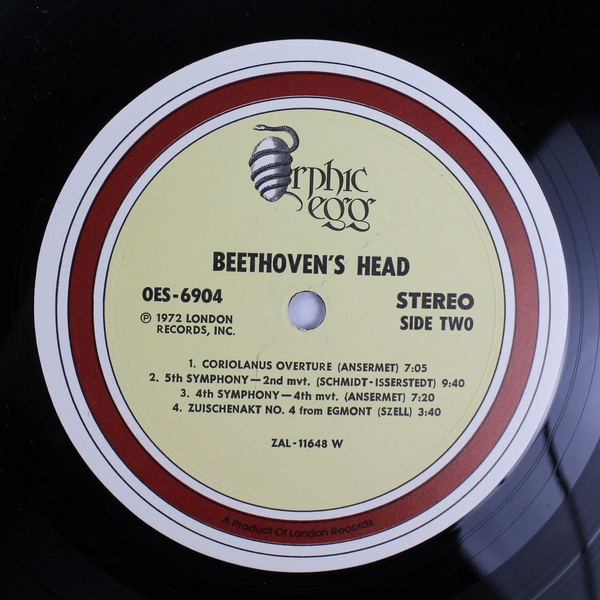 Orphic
egg
BEETHOVEN'S HEAD
OES-6904
STEREO
℗ 1972 LONDON
RECORDS, INC.
SIDE TWO
1. CORIOLANUS OVERTURE (ANSERMET) 7:05
2. 5th SYMPHONY—2nd mvt. (SCHMIDT-ISSERSTEDT) 9:40
3. 4th SYMPHONY—4th mvt. (ANSERMET) 7:20
4. ZUISCHENAKT NO. 4 from EGMONT (SZELL) 3:40
ZAL-11648 W
A Product Of London Records